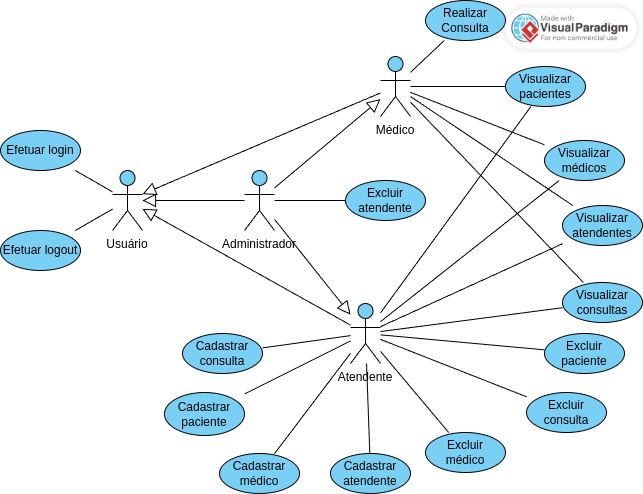 Realizar
Consulta
Made with
VisualParadigm
For non-commercial use
Visualizar
pacientes
Médico
Efetuar login
Visualizar
médicos
Excluir
atendente
Visualizar
atendentes
Efetuar logout
Usuário
Administrador
Visualizar
consultas
Cadastrar
consulta
Excluir
paciente
Atendente
Cadastrar
paciente
Excluir
consulta
Excluir
médico
Cadastrar
médico
Cadastrar
atendente